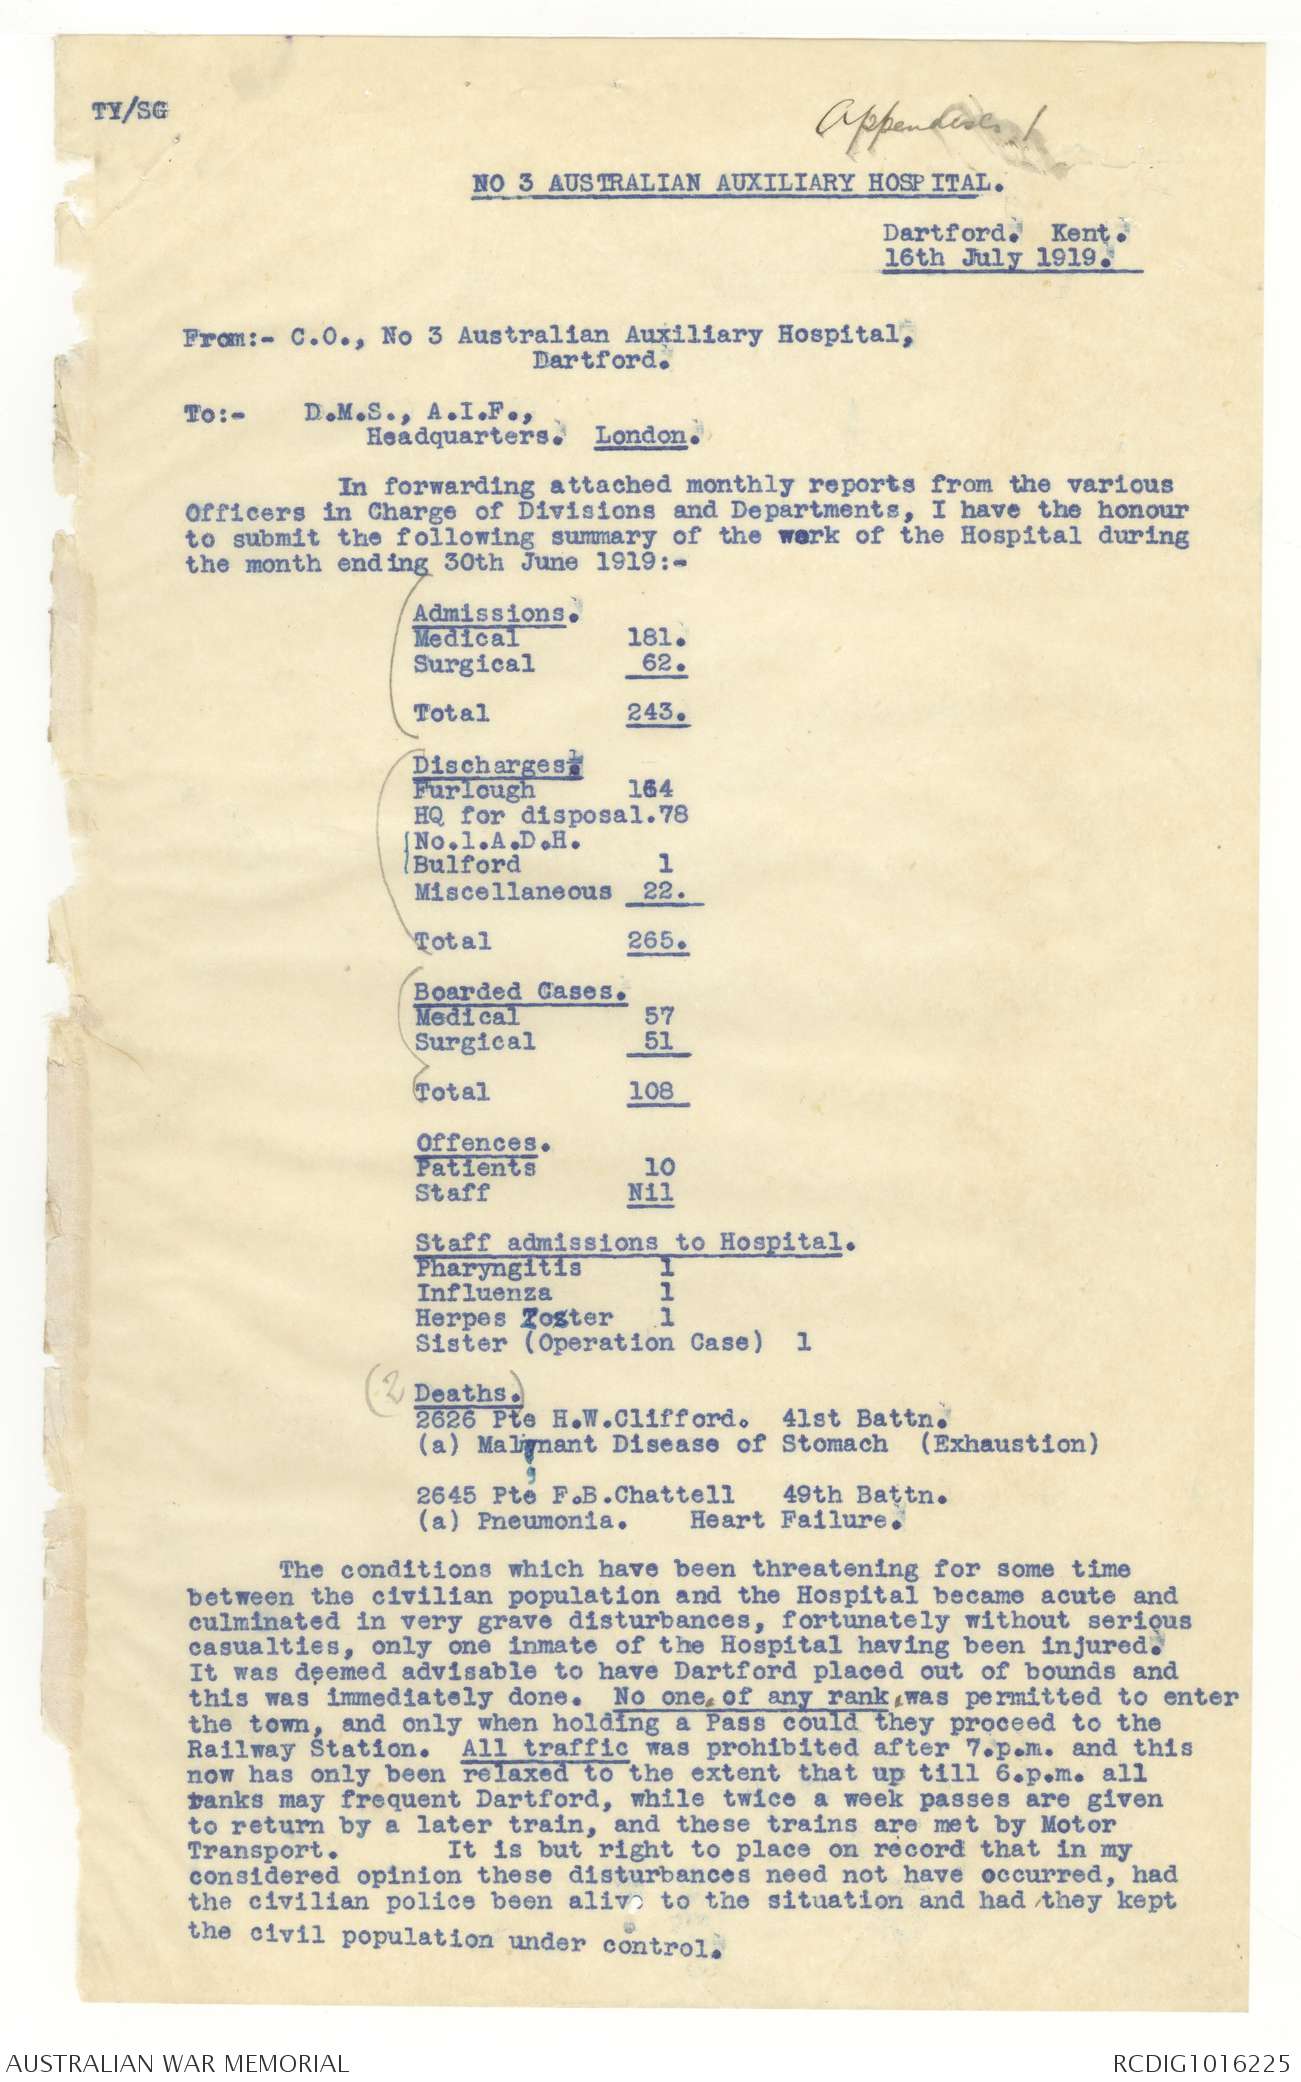 TY/SG
Appendix 1
NO 3 AUSTRALIAN AUXILIARY HOSPITAL.
Dartford. Kent.
16th July 1919.
From:- C.O., No 3 Australian Auxiliary Hospital,
Dartford.
To:- D.M.S., A.I.F.,
Headquarters. London.
In forwarding attached monthly reports from the various
Officers in Charge of Divisions and Departments, I have the honour
to submit the following summary of the work of the Hospital during
the month ending 30th June 1919:-
Admissions.
Medical 181.
Surgical 62.
Total 243.
Discharges.
Furlough 164
HQ for disposal.78
No.1.A.D.H.
Bulford 1
Miscellaneous 22.
Total 265.
Boarded Cases.
Medical 57
Surgical 51
Total 108
Offences.
Patients 10
Staff Nil
Staff admissions to Hospital.
Pharyngitis 1
Influenza 1
Herpes Zoster 1
Sister (Operation Case) 1
(2 Deaths.)
2626 Pte H.W.Clifford. 41st Battn.
(a) Malignant Disease of Stomach (Exhaustion)
2645 Pte F.B.Chattell 49th Battn.
(a) Pneumonia. Heart Failure.
The conditions which have been threatening for some time
between the civilian population and the Hospital became acute and
culminated in very grave disturbances, fortunately without serious
casualties, only one inmate of the Hospital having been injured.
It was deemed advisable to have Dartford placed out of bounds and
this was immediately done. No one, of any rank, was permitted to enter
the town, and only when holding a Pass could they proceed to the
Railway Station. All traffic was prohibited after 7.p.m. and this
now has only been relaxed to the extent that up till 6.p.m. all
ranks may frequent Dartford, while twice a week passes are given
to return by a later train, and these trains are met by Motor
Transport. It is but right to place on record that in my
considered opinion these disturbances need not have occurred, had
the civilian police been alive to the situation and had they kept
the civil population under control.
AUSTRALIAN WAR MEMORIAL
RCDIG1016225